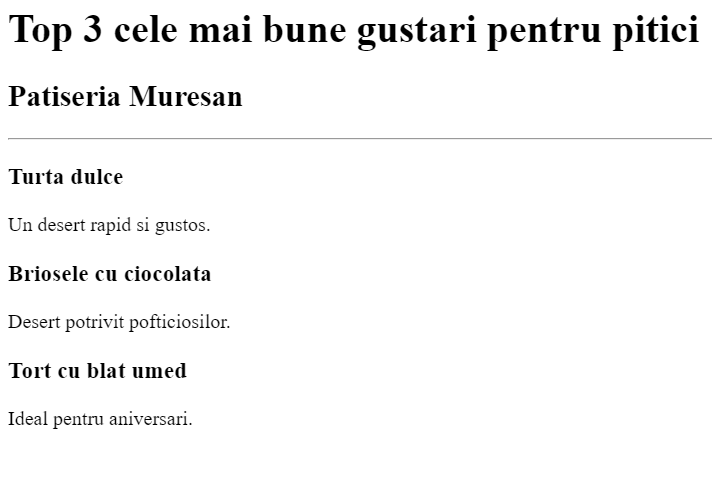 Top 3 cele mai bune gustari pentru pitici
Patiseria Muresan
Turta dulce
Un desert rapid si gustos.
Briosele cu ciocolata
Desert potrivit pofticiosilor.
Tort cu blat umed
Ideal pentru aniversari.